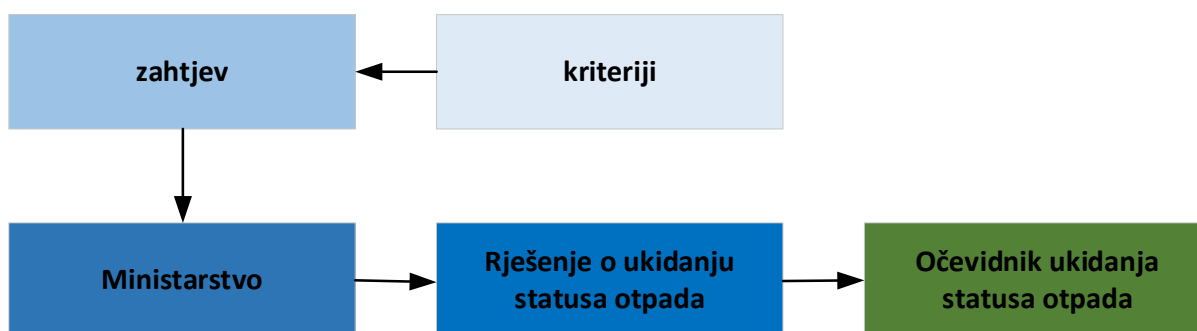 zahtjev
kriteriji
Ministarstvo
Rješenje o ukidanju
statusa otpada
Očevidnik ukidanja
statusa otpada